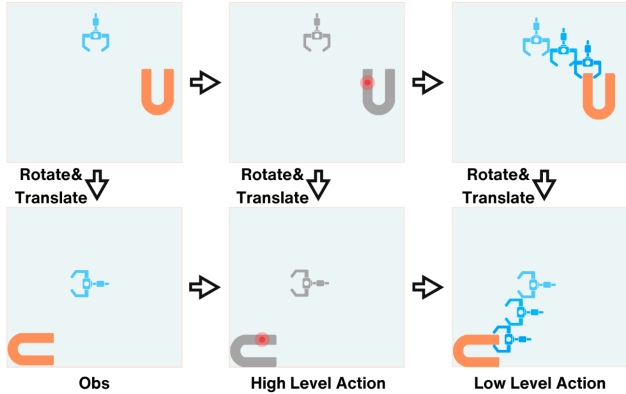 Rotate&
Translate
Rotate&
Translate
Rotate&
Translate
Obs
High Level Action
Low Level Action